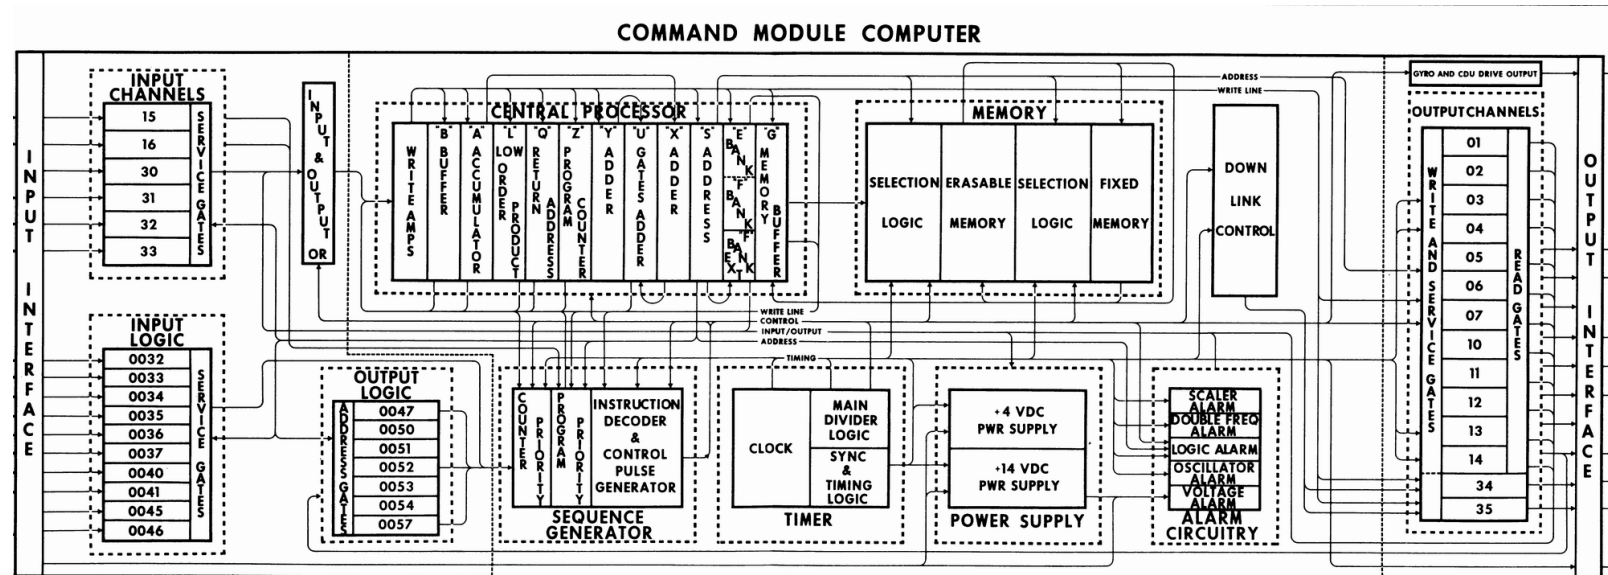 COMMAND MODULE COMPUTER
INPUT INTERFACE
INPUT
CHANNELS
15
16
30
31
32
33
SERVICE GATES
INPUT
LOGIC
0032
0033
0034
0035
0036
0037
0040
0041
0045
0046
SERVICE GATES
INPUT & OUTPUT OR
CENTRAL PROCESSOR
WRITE AMPS
"B" BUFFER
"A" ACCUMULATOR
"L" LOW ORDER PRODUCT
"Q" RETURN ADDRESS
"Z" PROGRAM COUNTER
"Y" ADDER
"U" GATES ADDER
"X" ADDER
"S" ADDRESS
"E" BANK
"F" BANK
"F" BANK EXT
"G" MEMORY BUFFER
MEMORY
SELECTION
LOGIC
ERASABLE
MEMORY
SELECTION
LOGIC
FIXED
MEMORY
ADDRESS
WRITE LINE
DOWN
LINK
CONTROL
WRITE LINE
CONTROL
INPUT/OUTPUT
ADDRESS
TIMING
OUTPUT
LOGIC
ADDRESS GATES
0047
0050
0051
0052
0053
0054
0057
COUNTER PRIORITY
PROGRAM PRIORITY
INSTRUCTION
DECODER
&
CONTROL
PULSE
GENERATOR
SEQUENCE
GENERATOR
CLOCK
MAIN
DIVIDER
LOGIC
SYNC
&
TIMING
LOGIC
TIMER
+4 VDC
PWR SUPPLY
+14 VDC
PWR SUPPLY
POWER SUPPLY
SCALER
ALARM
DOUBLE FREQ
ALARM
LOGIC ALARM
OSCILLATOR
ALARM
VOLTAGE
ALARM
ALARM
CIRCUITRY
GYRO AND CDU DRIVE OUTPUT
OUTPUT CHANNELS
WRITE AND SERVICE GATES
01
02
03
04
05
06
07
10
11
12
13
14
34
35
READ GATES
OUTPUT INTERFACE